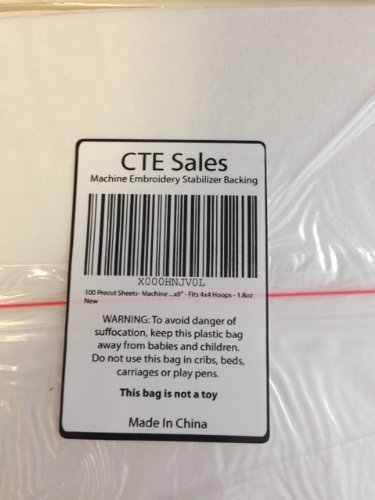 CTE Sales
Machine Embroidery Stabilizer Backing
X000HNJV0L
100 Precut Sheets- Machine ...x8" - Fits 4x4 Hoops - 1.8oz
New
WARNING: To avoid danger of
suffocation, keep this plastic bag
away from babies and children.
Do not use this bag in cribs, beds,
carriages or play pens.
This bag is not a toy
Made In China